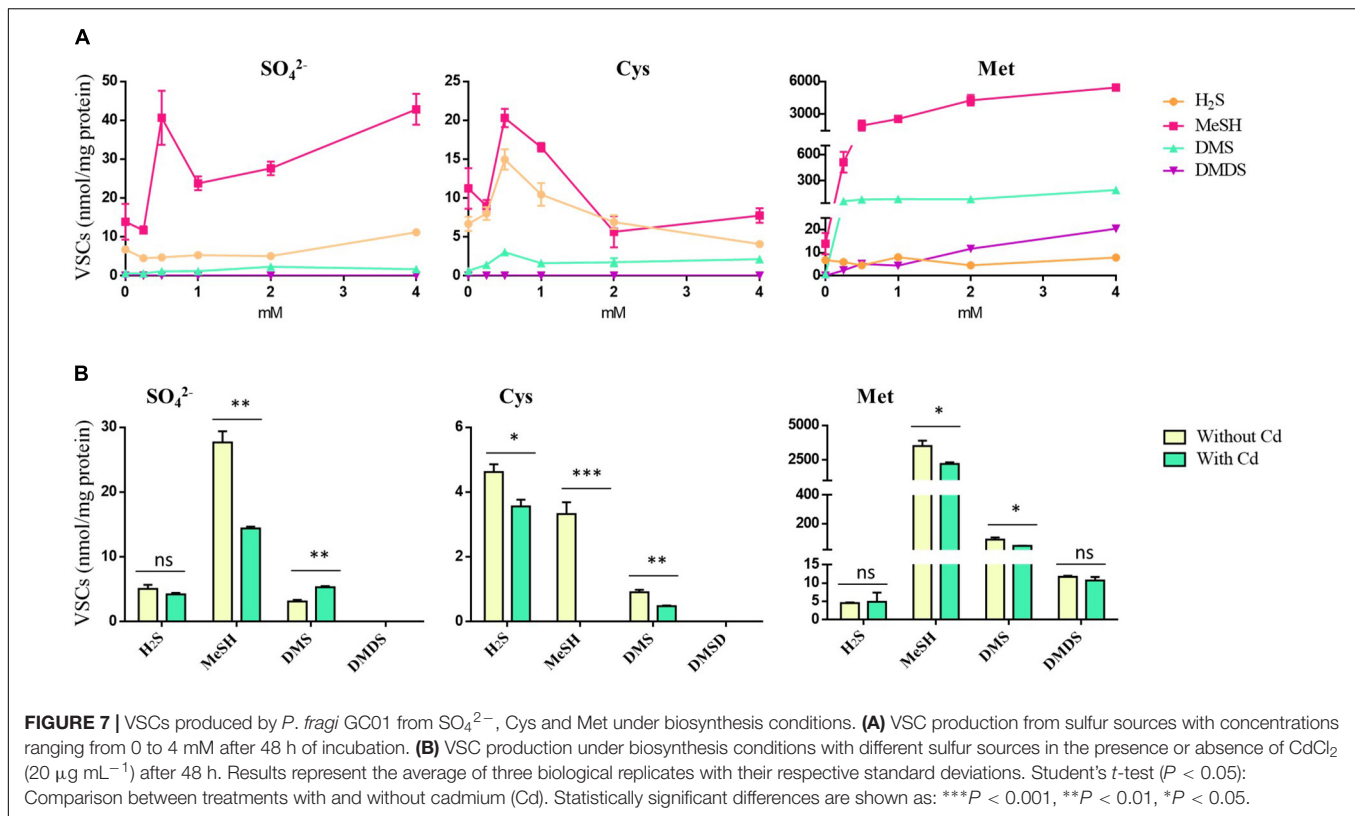 A
SO₄²⁻
Cys
Met
VSCs (nmol/mg protein)
50
40
30
20
10
0
0 1 2 3 4
mM
25
20
15
10
5
0
0 1 2 3 4
mM
6000
3000
600
300
20
10
0
0 1 2 3 4
mM
H₂S
MeSH
DMS
DMDS
B
SO₄²⁻
Cys
Met
VSCs (nmol/mg protein)
30
20
10
0
ns
**
**
H₂S MeSH DMS DMDS
6
4
2
0
*
***
**
H₂S MeSH DMS DMSD
5000
2500
400
200
15
10
5
0
ns
*
*
ns
H₂S MeSH DMS DMDS
Without Cd
With Cd
FIGURE 7 | VSCs produced by P. fragi GC01 from SO₄²⁻, Cys and Met under biosynthesis conditions. (A) VSC production from sulfur sources with concentrations
ranging from 0 to 4 mM after 48 h of incubation. (B) VSC production under biosynthesis conditions with different sulfur sources in the presence or absence of CdCl₂
(20 μg mL⁻¹) after 48 h. Results represent the average of three biological replicates with their respective standard deviations. Student's t-test (P < 0.05):
Comparison between treatments with and without cadmium (Cd). Statistically significant differences are shown as: ***P < 0.001, **P < 0.01, *P < 0.05.